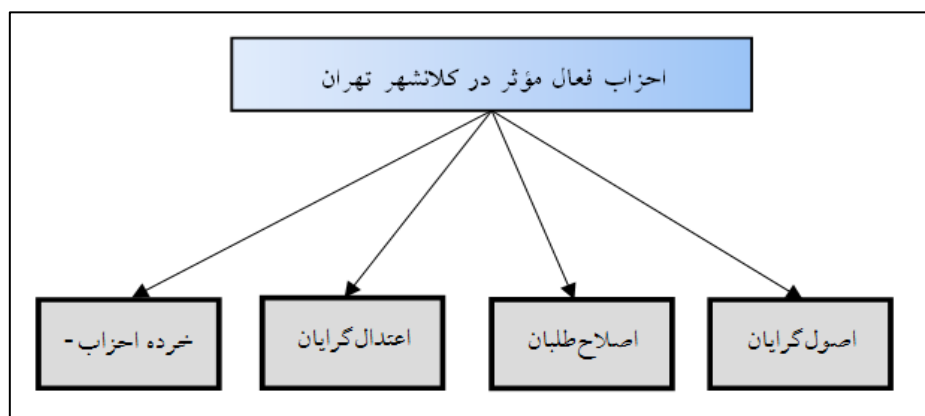 احزاب فعال مؤثر در کلانشهر تهران
اصول‌گرایان
اصلاح‌طلبان
اعتدال‌گرایان
خرده احزاب-